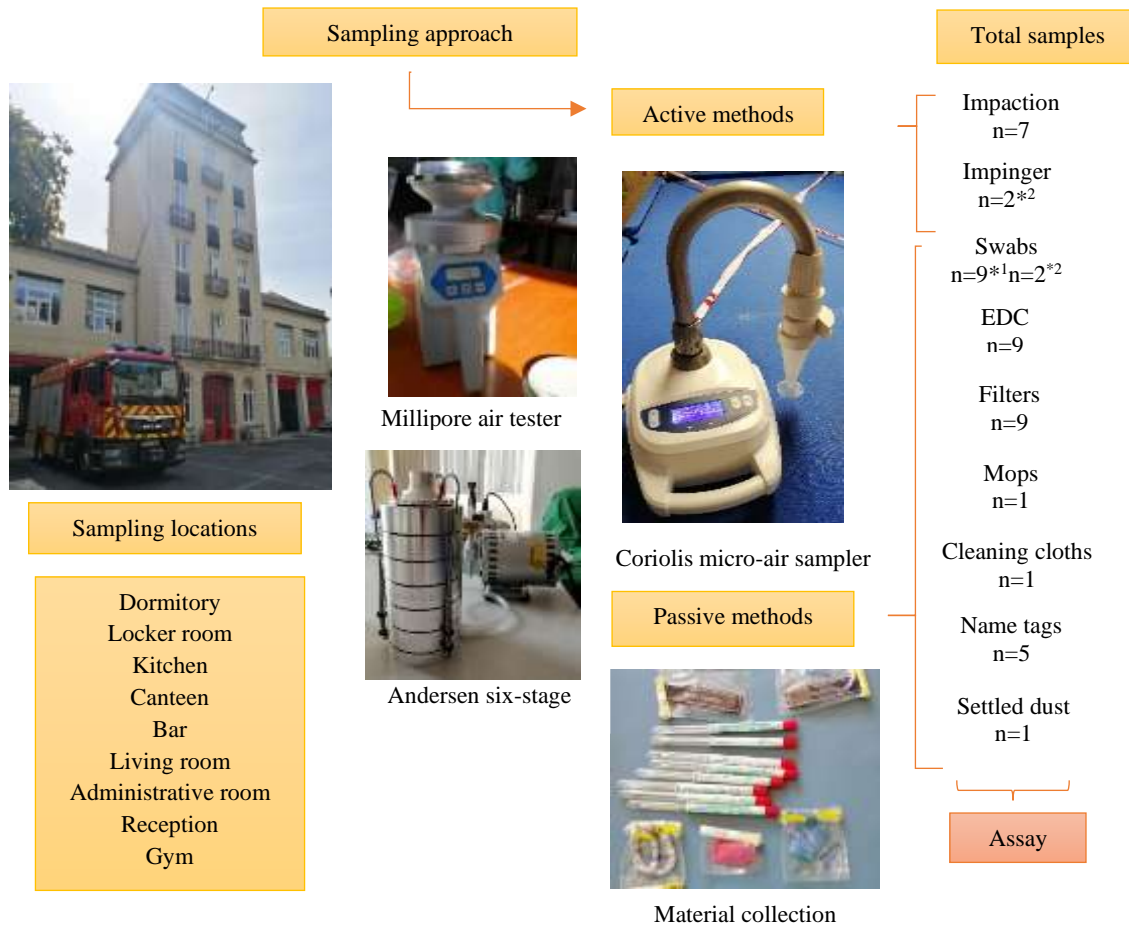 Sampling approach
Total samples
Active methods
Impaction
n=7
Impinger
n=2*²
Swabs
n=9*¹n=2*²
EDC
n=9
Filters
n=9
Mops
n=1
Cleaning cloths
n=1
Name tags
n=5
Settled dust
n=1
Assay
Millipore air tester
Coriolis micro-air sampler
Andersen six-stage
Passive methods
Material collection
Sampling locations
Dormitory
Locker room
Kitchen
Canteen
Bar
Living room
Administrative room
Reception
Gym